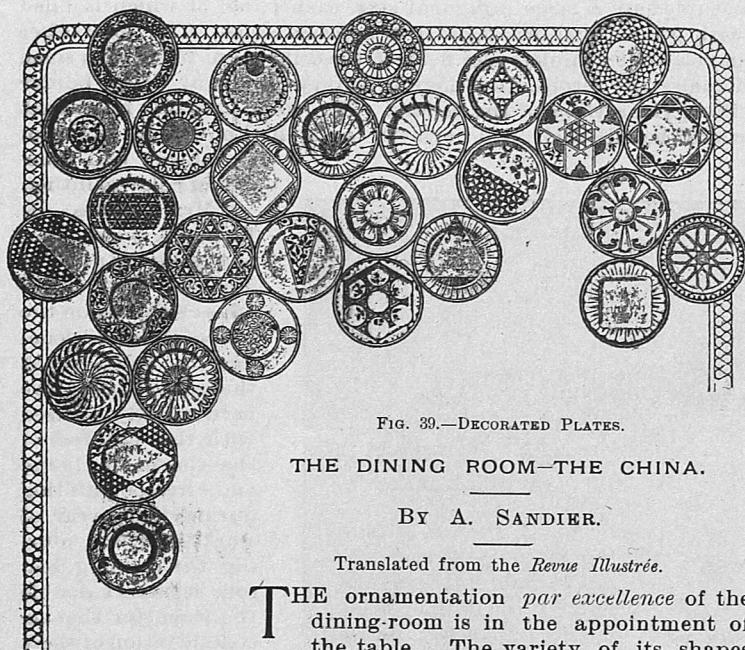 FIG. 39.—DECORATED PLATES.
THE DINING ROOM—THE CHINA.
BY A. SANDIER.
Translated from the Revue Illustrée.
THE ornamentation par excellence of the
dining-room is in the appointment of
the table. The variety of its shapes